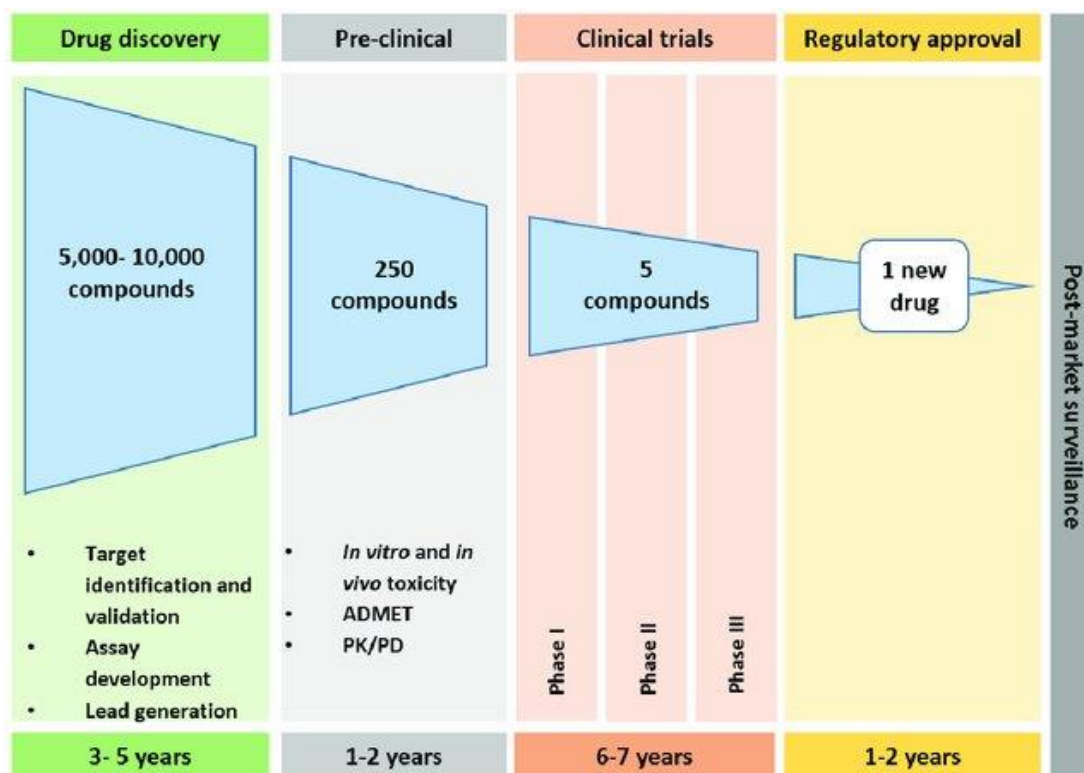 Drug discovery
Pre-clinical
Clinical trials
Regulatory approval
5,000- 10,000
compounds
250
compounds
5
compounds
1 new
drug
Post-market surveillance
• Target
identification and
validation
• Assay
development
• Lead generation
• In vitro and in
vivo toxicity
• ADMET
• PK/PD
Phase I
Phase II
Phase III
3- 5 years
1-2 years
6-7 years
1-2 years